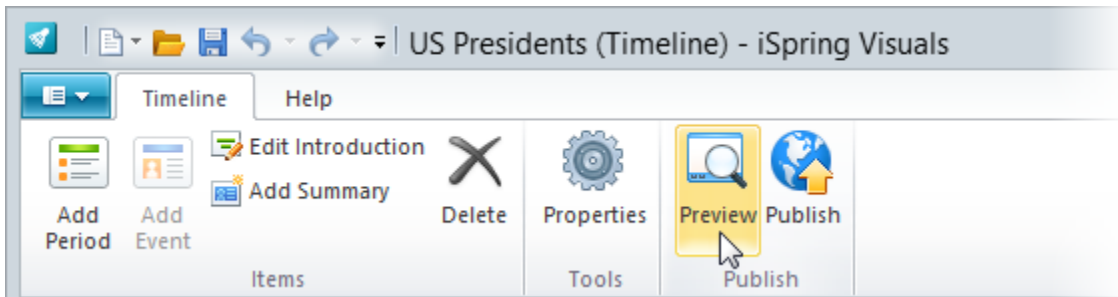 US Presidents (Timeline) - iSpring Visuals
Timeline Help
Edit Introduction
Add Summary
Add
Period
Add
Event
Delete
Properties
Preview
Publish
Items
Tools
Publish